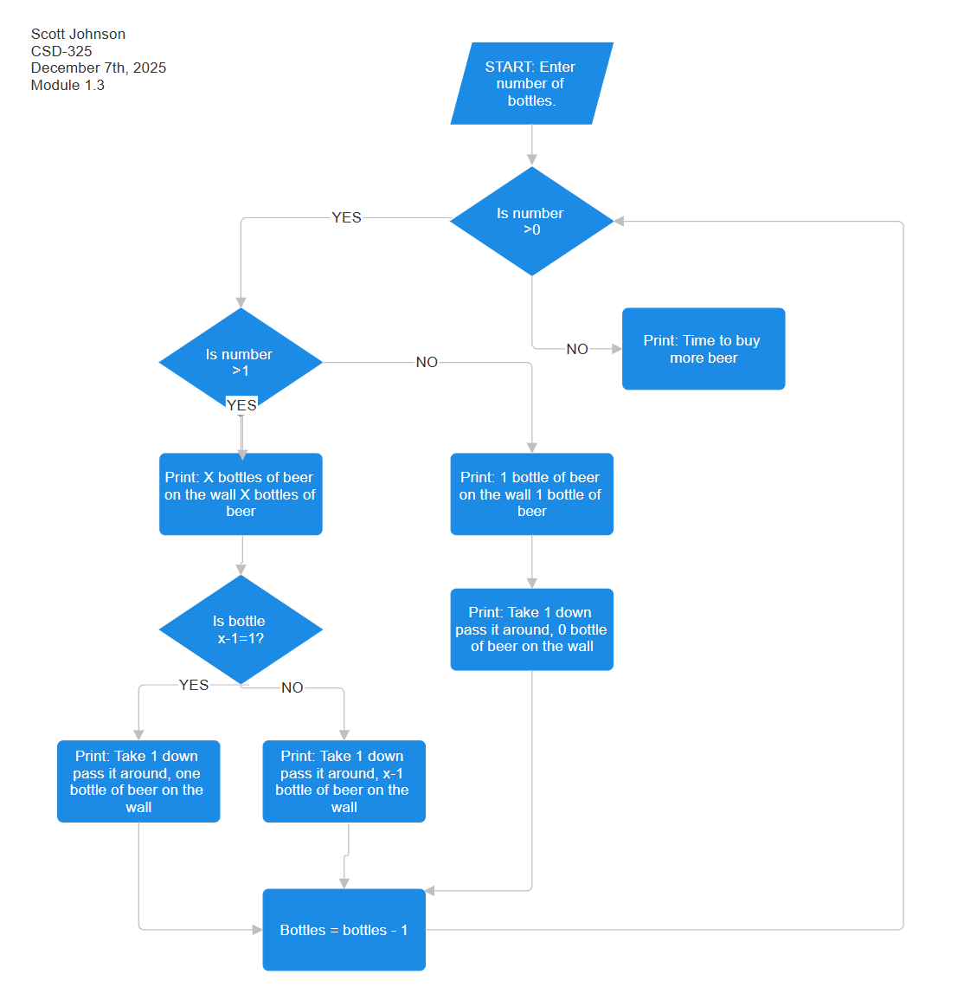 Scott Johnson
CSD-325
December 7th, 2025
Module 1.3
START: Enter
number of
bottles.
Is number
>0
YES
NO
Print: Time to buy
more beer
Is number
>1
NO
YES
Print: X bottles of beer
on the wall X bottles of
beer
Print: 1 bottle of beer
on the wall 1 bottle of
beer
Is bottle
x-1=1?
Print: Take 1 down
pass it around, 0 bottle
of beer on the wall
YES
NO
Print: Take 1 down
pass it around, one
bottle of beer on the
wall
Print: Take 1 down
pass it around, x-1
bottle of beer on the
wall
Bottles = bottles - 1